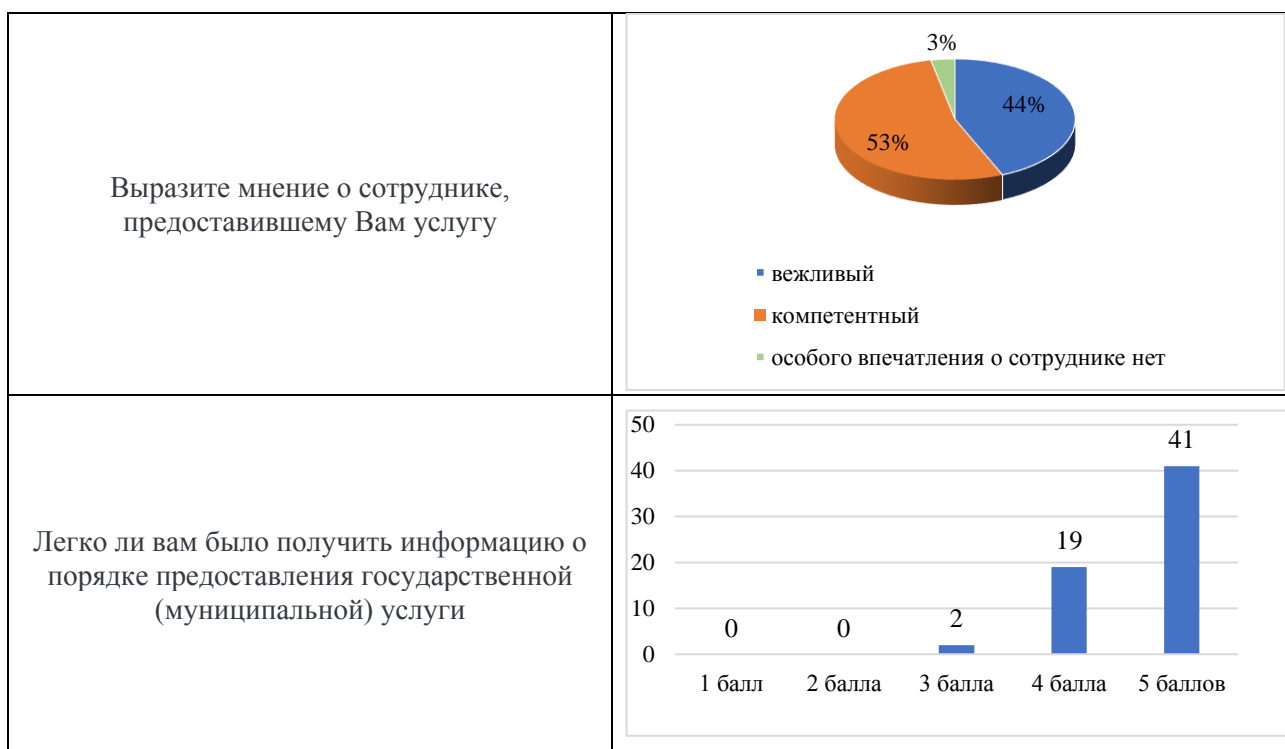 Выразите мнение о сотруднике,
предоставившему Вам услугу
3%
44%
53%
вежливый
компетентный
особого впечатления о сотруднике нет
Легко ли вам было получить информацию о
порядке предоставления государственной
(муниципальной) услуги
50
40
30
20
10
0
0
0
2
19
41
1 балл 2 балла 3 балла 4 балла 5 баллов